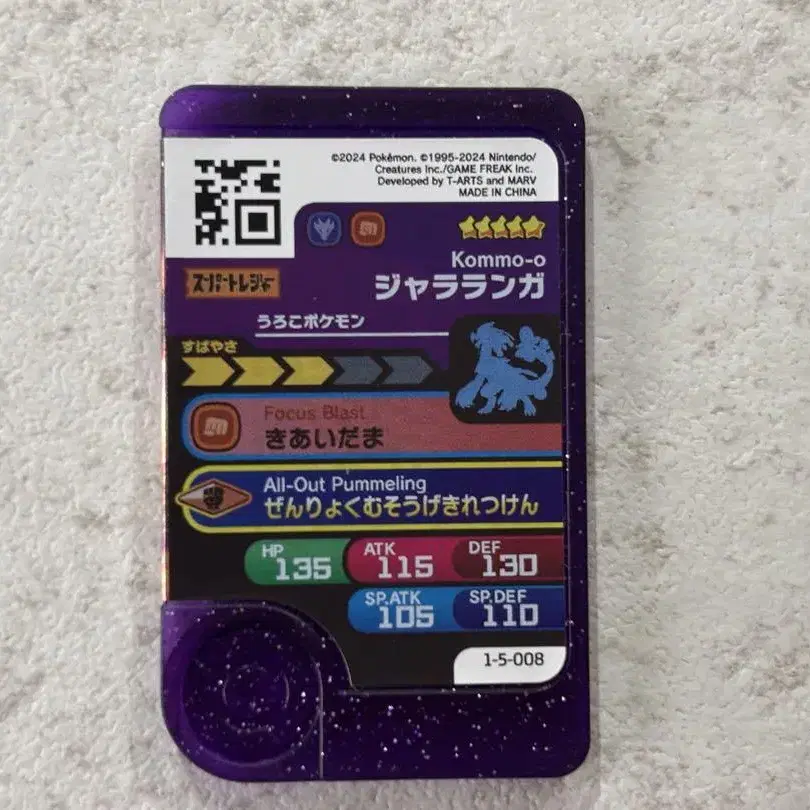 ©2024 Pokémon. ©1995-2024 Nintendo/
Creatures Inc./GAME FREAK Inc.
Developed by T-ARTS and MARV
MADE IN CHINA
Kommo-o
スーパートレジャー
ジャラランガ
うろこポケモン
すばやさ
Focus Blast
きあいだま
All-Out Pummeling
ぜんりょくむそうげきれつけん
HP
135
ATK
115
DEF
130
SP.ATK
105
SP.DEF
110
1-5-008